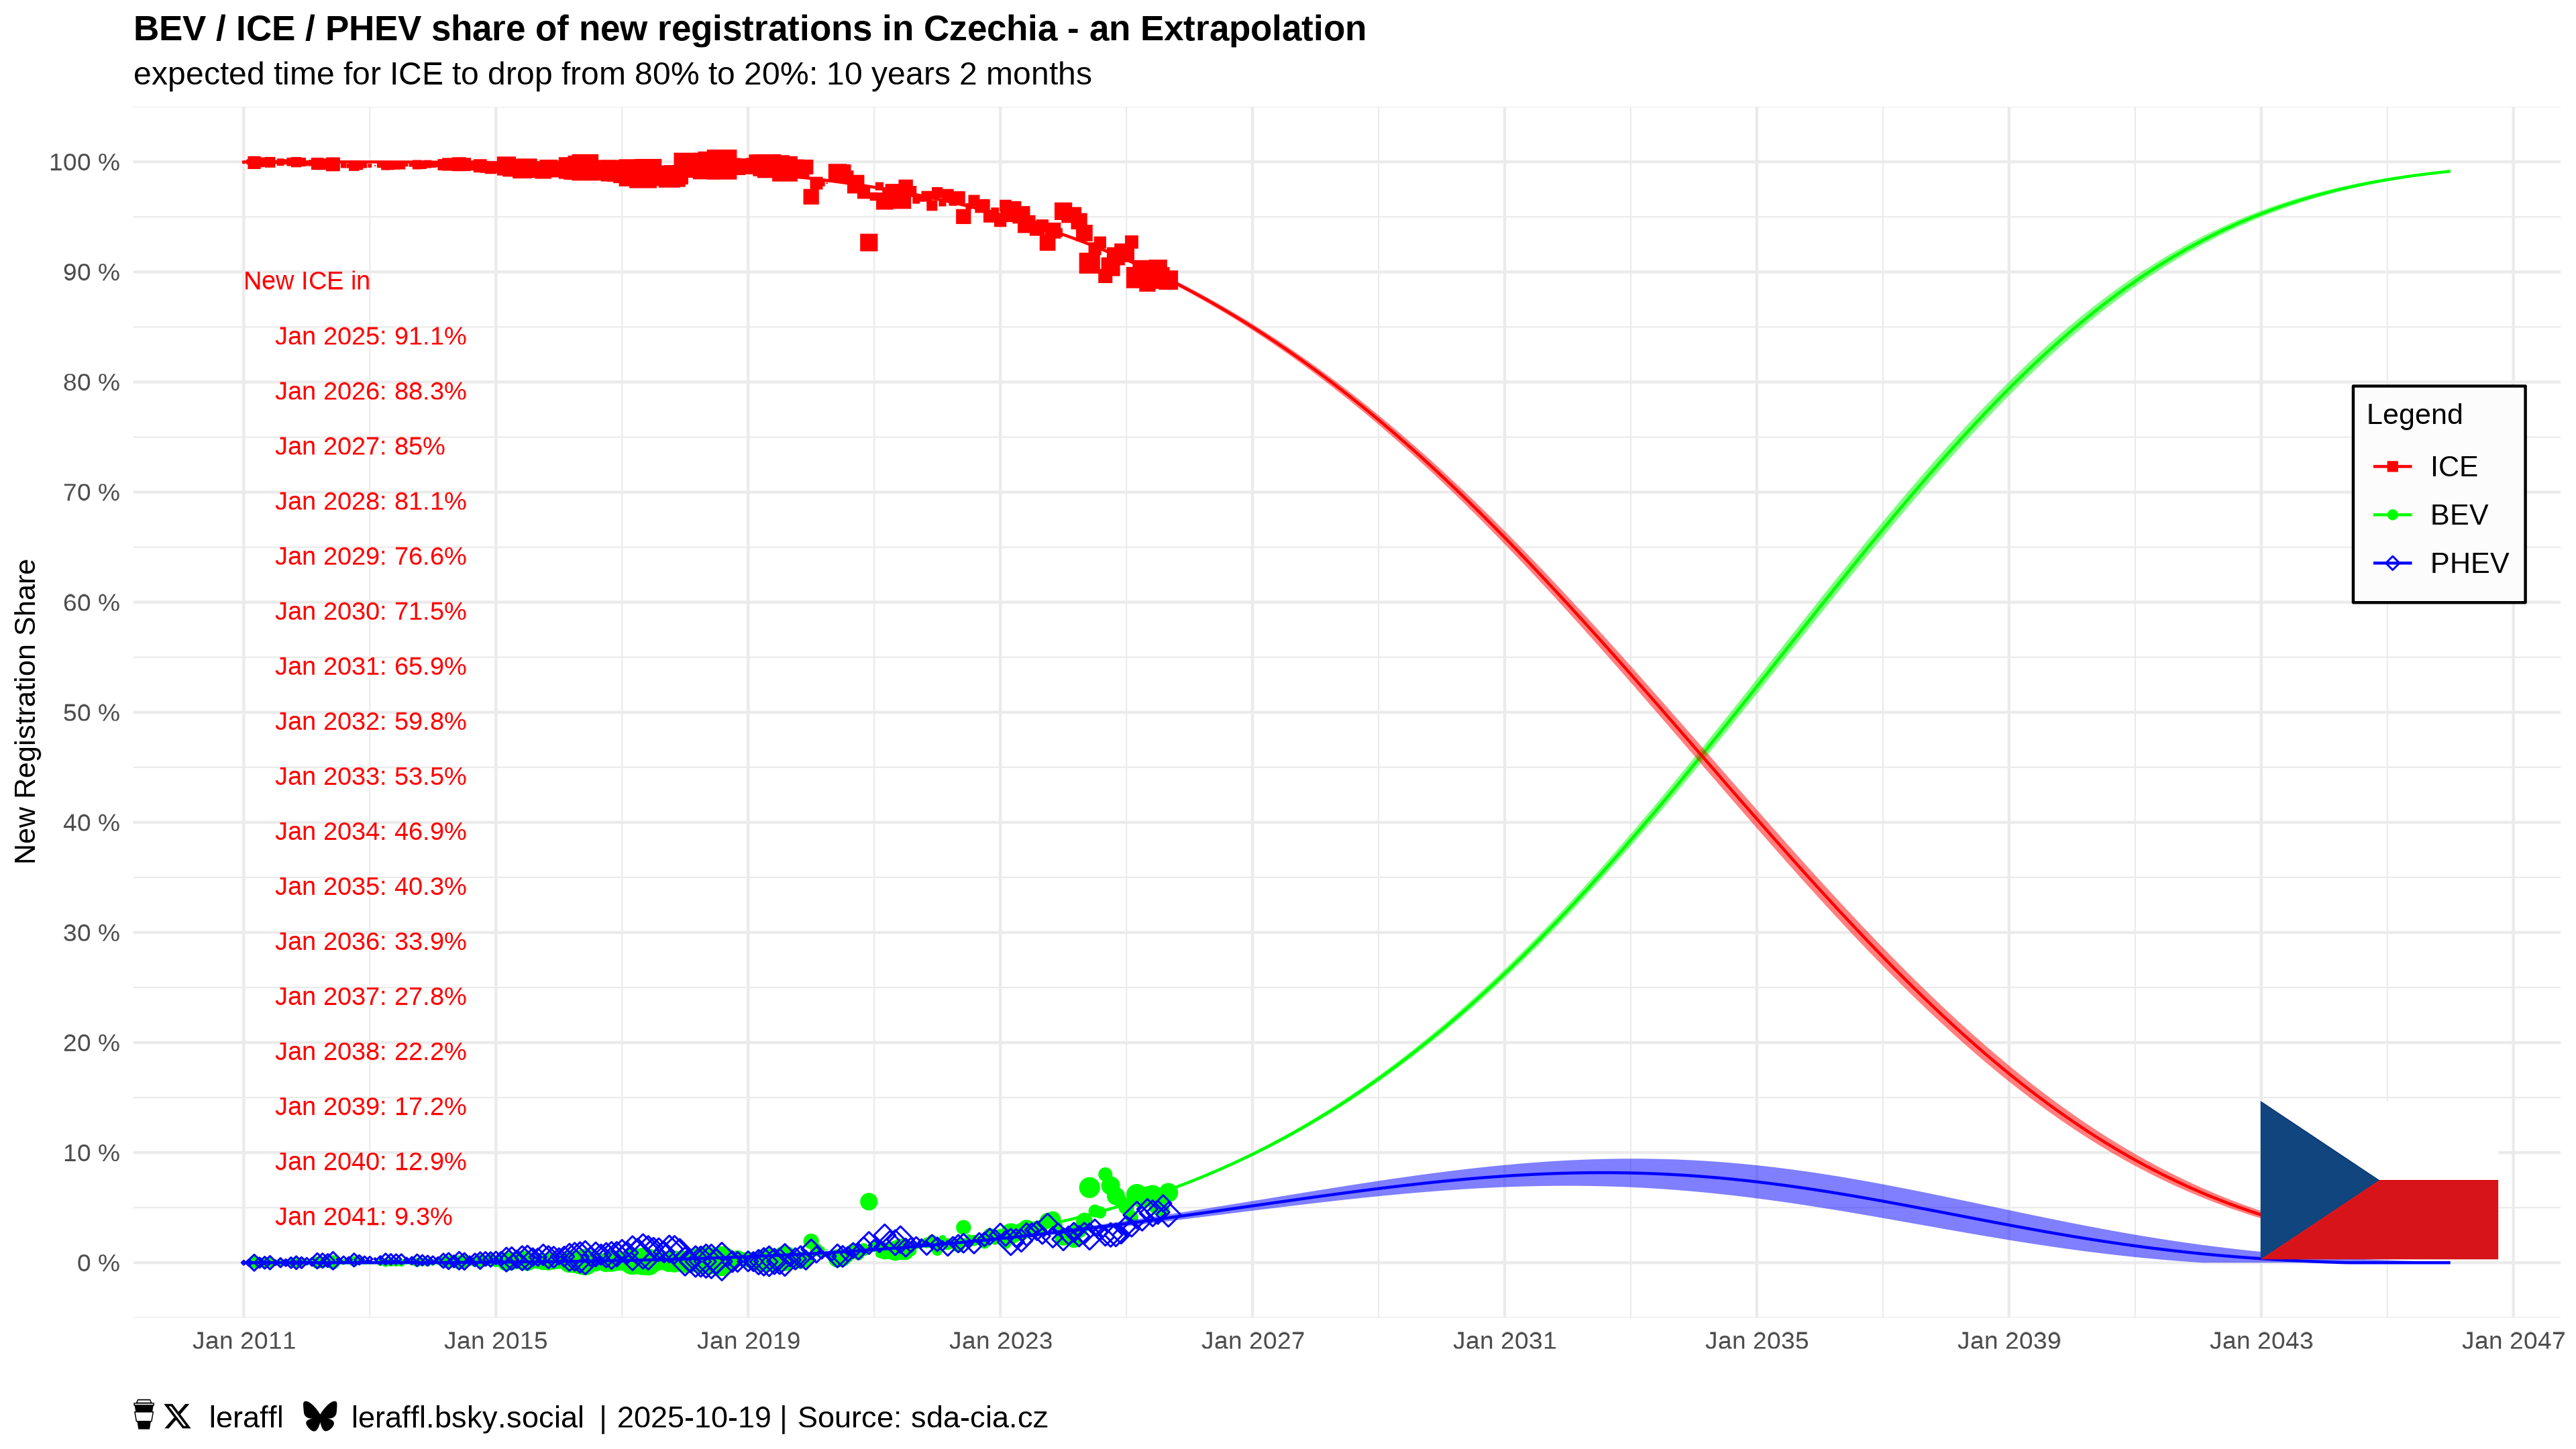 BEV / ICE / PHEV share of new registrations in Czechia - an Extrapolation
expected time for ICE to drop from 80% to 20%: 10 years 2 months
New Registration Share
100 %
90 %
80 %
70 %
60 %
50 %
40 %
30 %
20 %
10 %
0 %
New ICE in
Jan 2025: 91.1%
Jan 2026: 88.3%
Jan 2027: 85%
Jan 2028: 81.1%
Jan 2029: 76.6%
Jan 2030: 71.5%
Jan 2031: 65.9%
Jan 2032: 59.8%
Jan 2033: 53.5%
Jan 2034: 46.9%
Jan 2035: 40.3%
Jan 2036: 33.9%
Jan 2037: 27.8%
Jan 2038: 22.2%
Jan 2039: 17.2%
Jan 2040: 12.9%
Jan 2041: 9.3%
Legend
ICE
BEV
PHEV
Jan 2011 Jan 2015 Jan 2019 Jan 2023 Jan 2027 Jan 2031 Jan 2035 Jan 2039 Jan 2043 Jan 2047
leraffl leraffl.bsky.social | 2025-10-19 | Source: sda-cia.cz